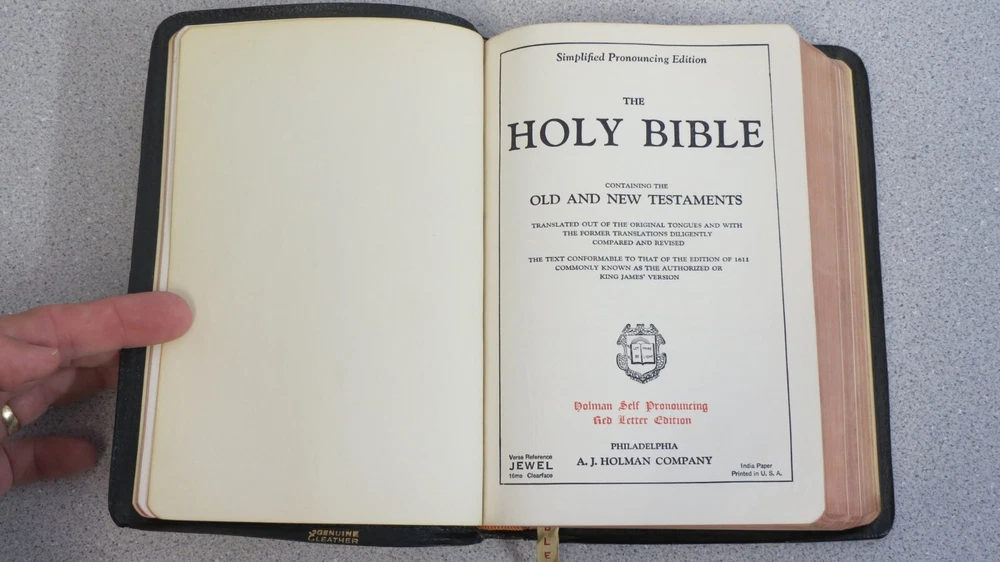 Simplified Pronouncing Edition
THE
HOLY BIBLE
CONTAINING THE
OLD AND NEW TESTAMENTS
TRANSLATED OUT OF THE ORIGINAL TONGUES AND WITH
THE FORMER TRANSLATIONS DILIGENTLY
COMPARED AND REVISED
THE TEXT CONFORMABLE TO THAT OF THE EDITION OF 1611
COMMONLY KNOWN AS THE AUTHORIZED OR
KING JAMES' VERSION
Holman Self Pronouncing
Red Letter Edition
PHILADELPHIA
A. J. HOLMAN COMPANY
Verse Reference
JEWEL
16mo Clearface
India Paper
Printed in U. S. A.
GENUINE
LEATHER
L
E